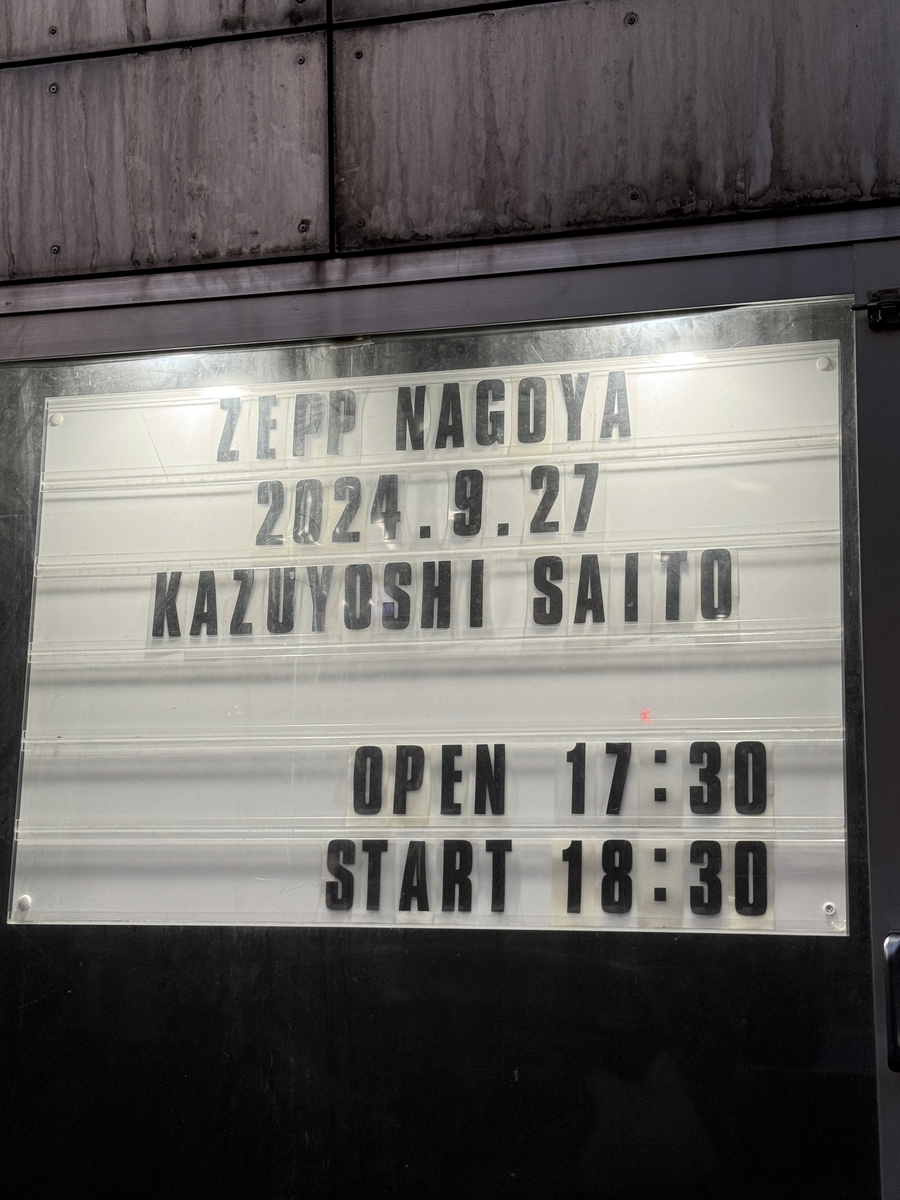 ZEPP NAGOYA
2024.9.27
KAZUYOSHI SAITO
OPEN 17:30
START 18:30